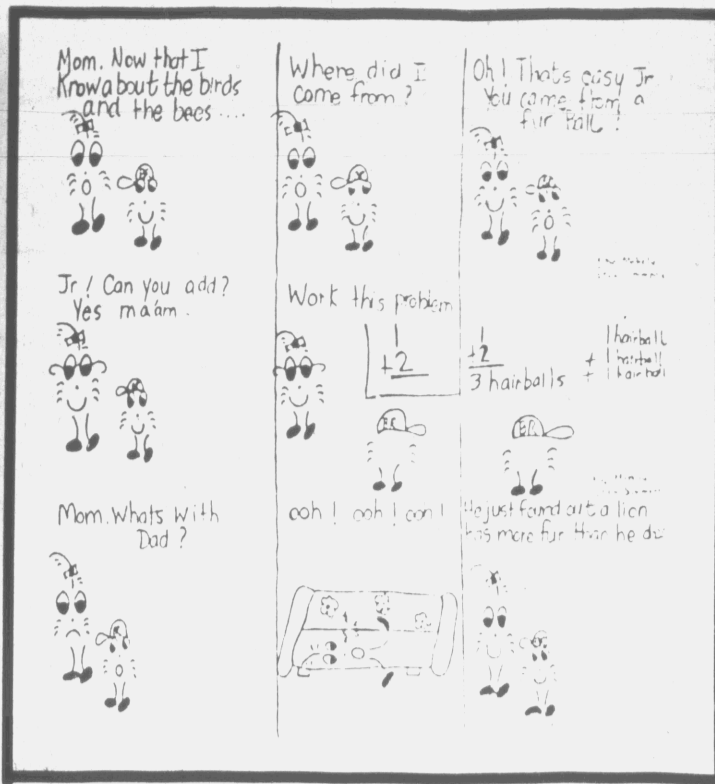 Mom. Now that I
Know about the birds
and the bees ....
Where did I
come from?
Oh! Thats easy Jr
You came from a
fur Ball!
Jr! Can you add?
Yes ma'am.
Work this problem
1
+2
1
+2
3 hairballs
1 hairball
+ 1 hairball
+ 1 hairball
Mom. Whats with
Dad?
ooh! ooh! ooh!
He just found out a lion
has more fur than he do